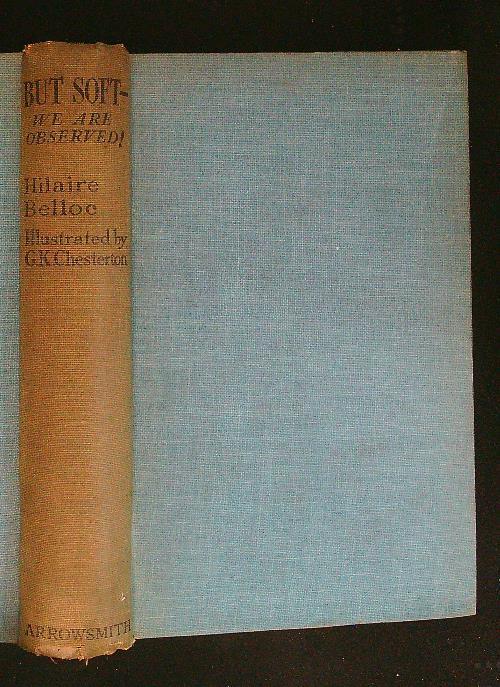 BUT SOFT-
WE ARE
OBSERVED!
Hilaire
Belloc
Illustrated by
G.K.Chesterton
ARROWSMITH